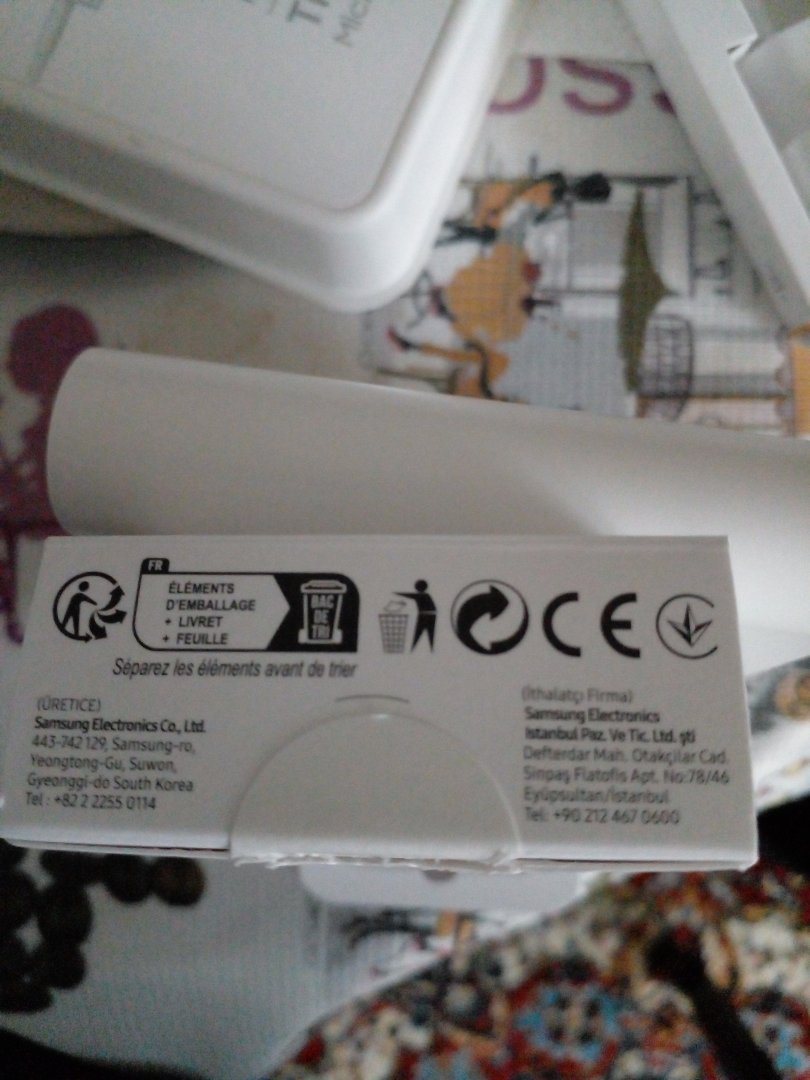 FR
ÉLÉMENTS
D'EMBALLAGE
+ LIVRET
+ FEUILLE
BAC
DE
TRI
Séparez les éléments avant de trier
CE
(ÜRETİCE)
Samsung Electronics Co., Ltd.
443-742 129, Samsung-ro,
Yeongtong-Gu, Suwon,
Gyeonggi-do South Korea
Tel : +82 2 2255 0114
(İthalatçı Firma)
Samsung Electronics
Istanbul Paz. Ve Tic. Ltd. şti
Defterdar Mah. Otakçılar Cad.
Sinpaş Flatofis Apt. No:78/46
Eyüpsultan/İstanbul
Tel: +90 212 467 0600